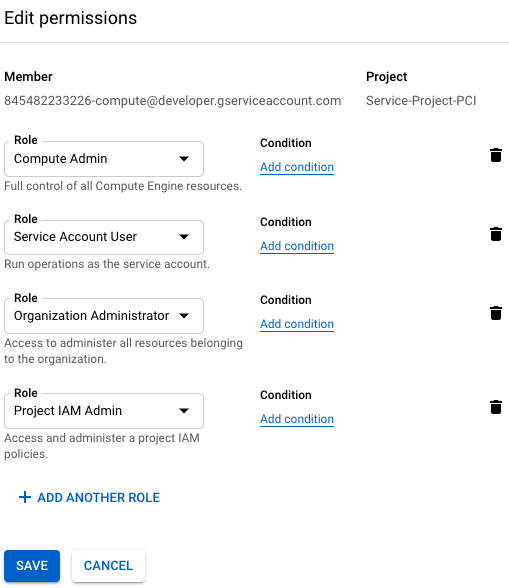 Edit permissions
Member
Project
845482233226-compute@developer.gserviceaccount.com
Service-Project-PCI
Role
Compute Admin
Condition
Add condition
Full control of all Compute Engine resources.
Role
Service Account User
Condition
Add condition
Run operations as the service account.
Role
Organization Administrator
Condition
Add condition
Access to administer all resources belonging
to the organization.
Role
Project IAM Admin
Condition
Add condition
Access and administer a project IAM
policies.
ADD ANOTHER ROLE
SAVE
CANCEL